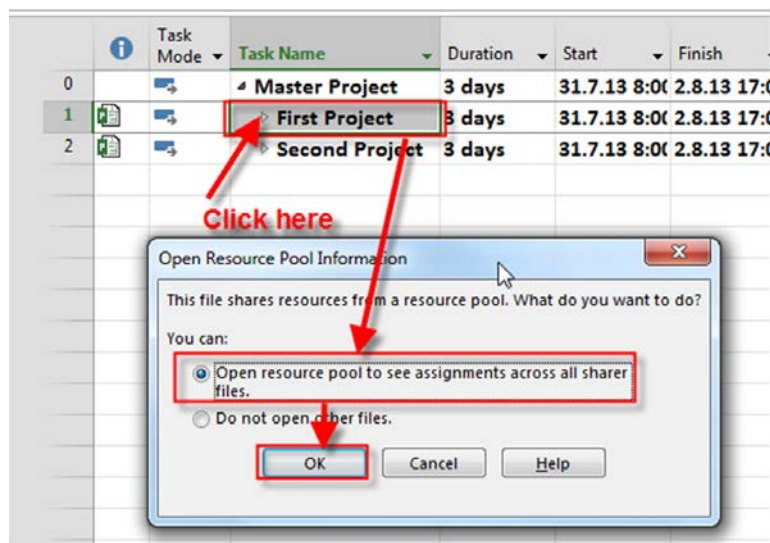 Task
Mode Task Name Duration Start Finish
0 Master Project 3 days 31.7.13 8:00 2.8.13 17:0
1 First Project 3 days 31.7.13 8:00 2.8.13 17:0
2 Second Project 3 days 31.7.13 8:00 2.8.13 17:0
Click here
Open Resource Pool Information
This file shares resources from a resource pool. What do you want to do?
You can:
Open resource pool to see assignments across all sharer
files.
Do not open other files.
OK Cancel Help